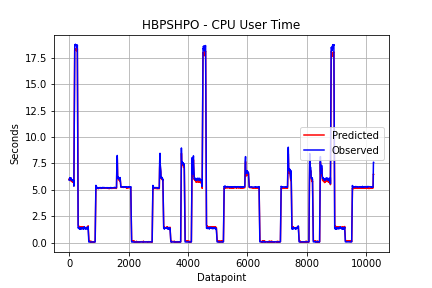 HBPSHPO - CPU User Time
17.5
15.0
12.5
10.0
7.5
5.0
2.5
0.0
Seconds
Predicted
Observed
0 2000 4000 6000 8000 10000
Datapoint